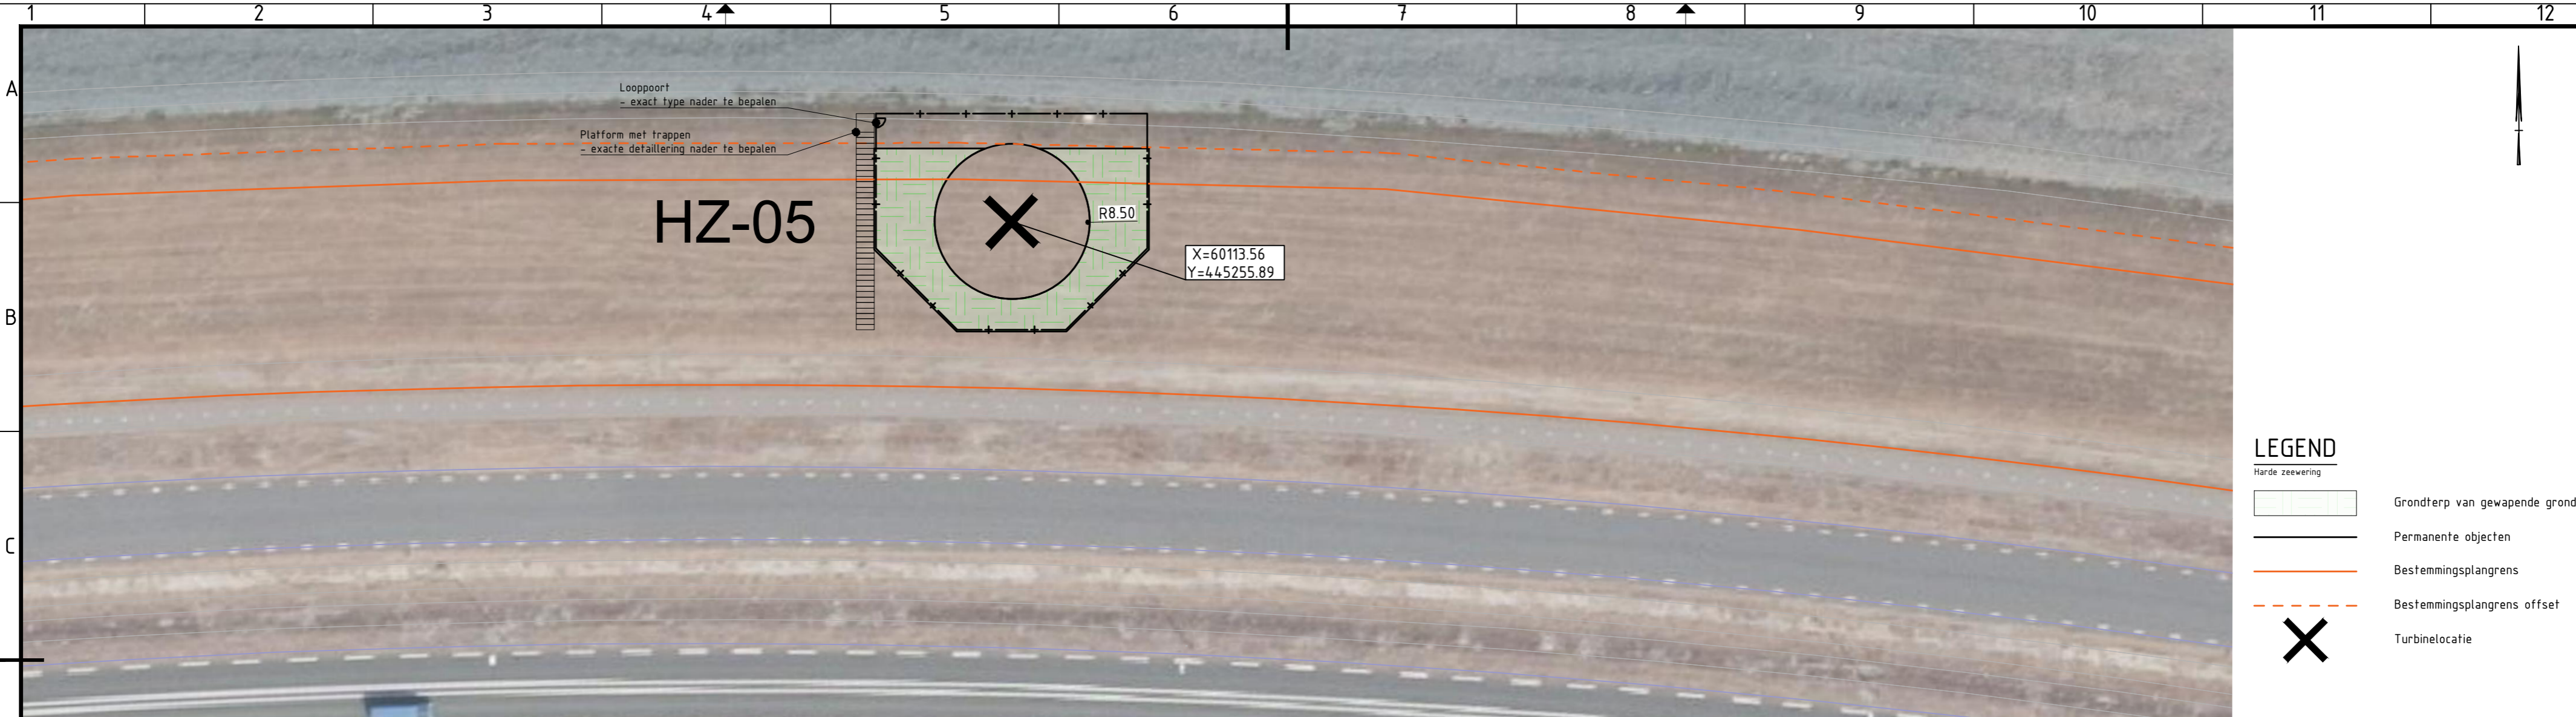 1 2 3 4 5 6 7 8 9 10 11 12
A
Looppoort
- exact type nader te bepalen
Platform met trappen
- exacte detaillering nader te bepalen
HZ-05
R8.50
X=60113.56
Y=445255.89
B
C
LEGEND
Harde zeewering
Grondterp van gewapende grond
Permanente objecten
Bestemmingsplangrens
Bestemmingsplangrens offset
Turbinelocatie